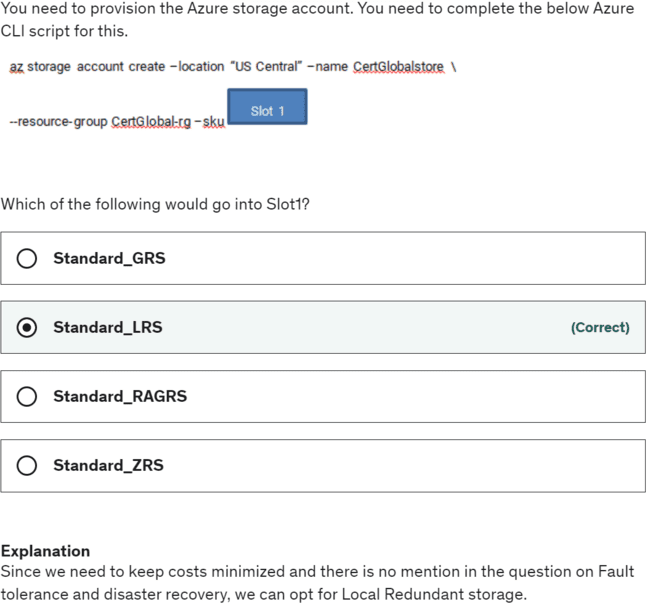 You need to provision the Azure storage account. You need to complete the below Azure
CLI script for this.
az storage account create –location “US Central” –name CertGlobalstore \
--resource-group CertGlobal-rg –sku Slot 1
Which of the following would go into Slot1?
Standard_GRS
Standard_LRS (Correct)
Standard_RAGRS
Standard_ZRS
Explanation
Since we need to keep costs minimized and there is no mention in the question on Fault
tolerance and disaster recovery, we can opt for Local Redundant storage.